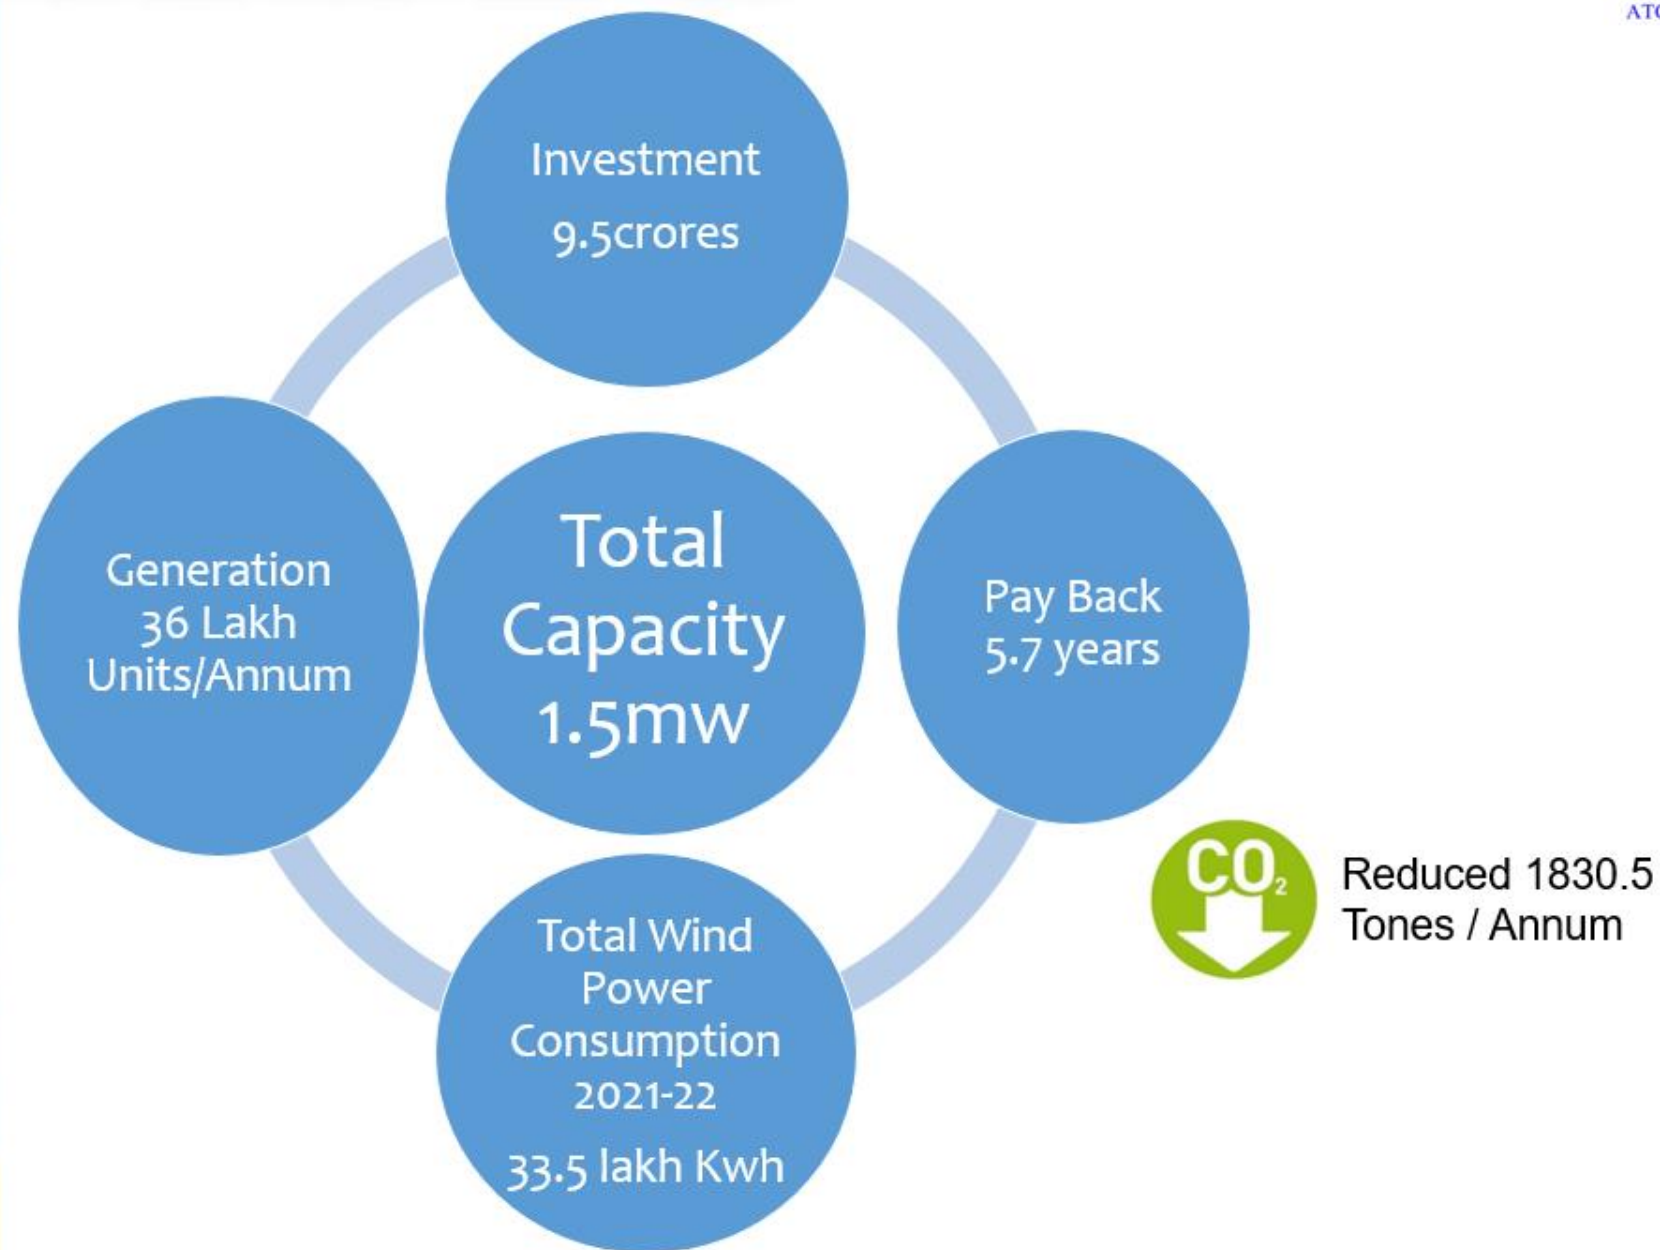 Investment
9.5crores
Generation
36 Lakh
Units/Annum
Total
Capacity
1.5mw
Pay Back
5.7 years
Total Wind
Power
Consumption
2021-22
33.5 lakh Kwh
CO₂
Reduced 1830.5
Tones / Annum